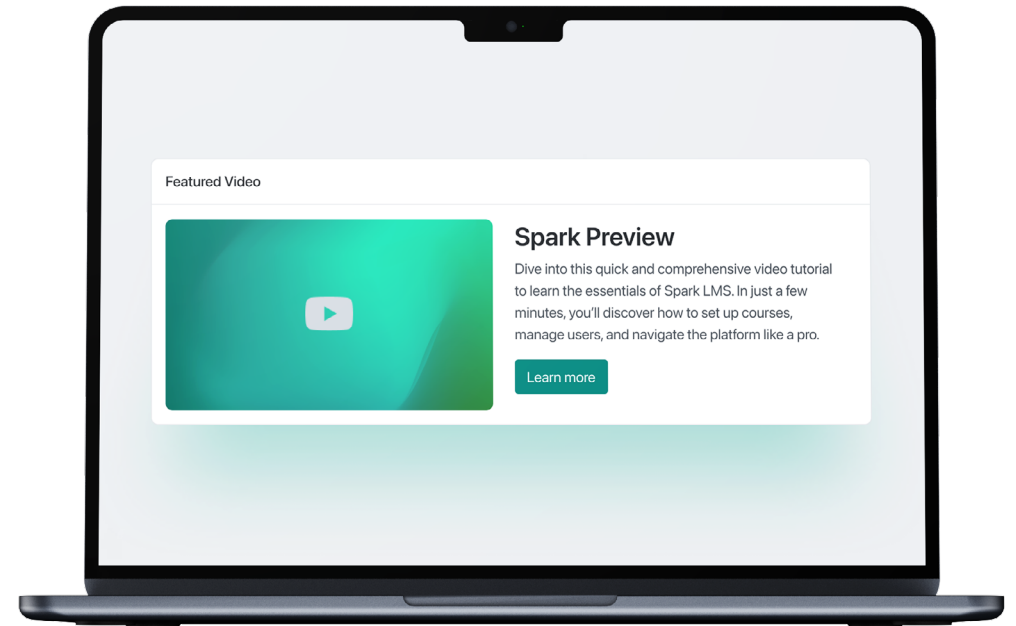 Featured Video
Spark Preview
Dive into this quick and comprehensive video tutorial
to learn the essentials of Spark LMS. In just a few
minutes, you'll discover how to set up courses,
manage users, and navigate the platform like a pro.
Learn more